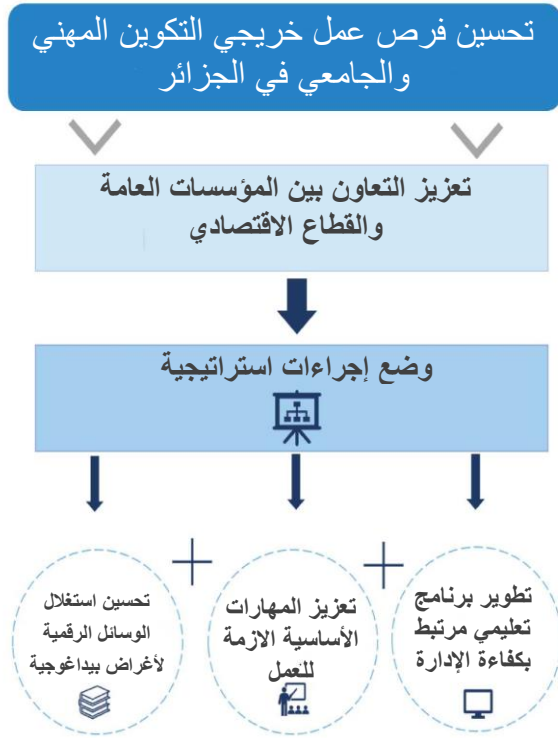 تحسين فرص عمل خريجي التكوين المهني
والجامعي في الجزائر
تعزيز التعاون بين المؤسسات العامة
والقطاع الاقتصادي
وضع إجراءات استراتيجية
تطوير برنامج
تعليمي مرتبط
بكفاءة الإدارة
تعزيز المهارات
الأساسية الازمة
للعمل
تحسين استغلال
الوسائل الرقمية
لأغراض بيداغوجية